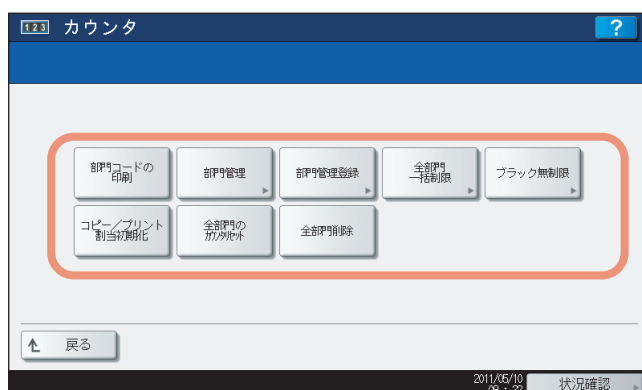 123 カウンタ
?
部門コードの
印刷
部門管理
部門管理登録
全部門
一括制限
ブラック無制限
コピー/プリント
割当初期化
全部門の
カウンタリセット
全部門削除
戻る
2011/05/10
09 : 22
状況確認